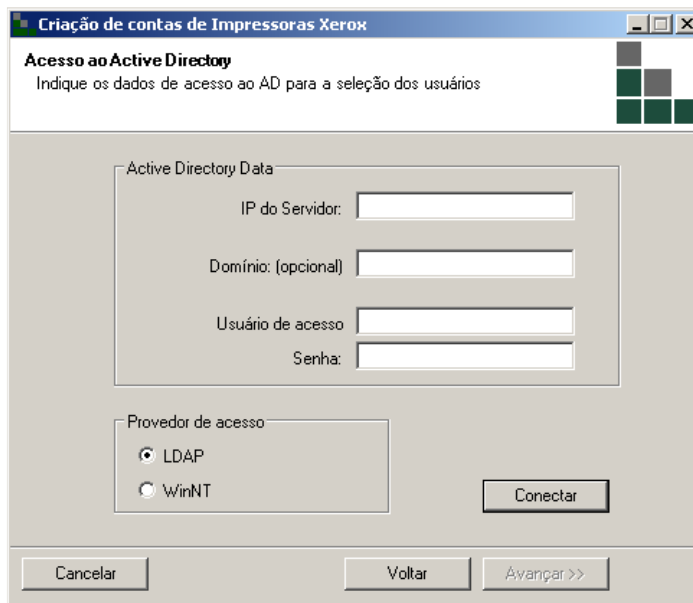 Criação de contas de Impressoras Xerox
Acesso ao Active Directory
Indique os dados de acesso ao AD para a seleção dos usuários
Active Directory Data
IP do Servidor:
Domínio: (opcional)
Usuário de acesso
Senha:
Provedor de acesso
LDAP
WinNT
Conectar
Cancelar
Voltar
Avançar >>